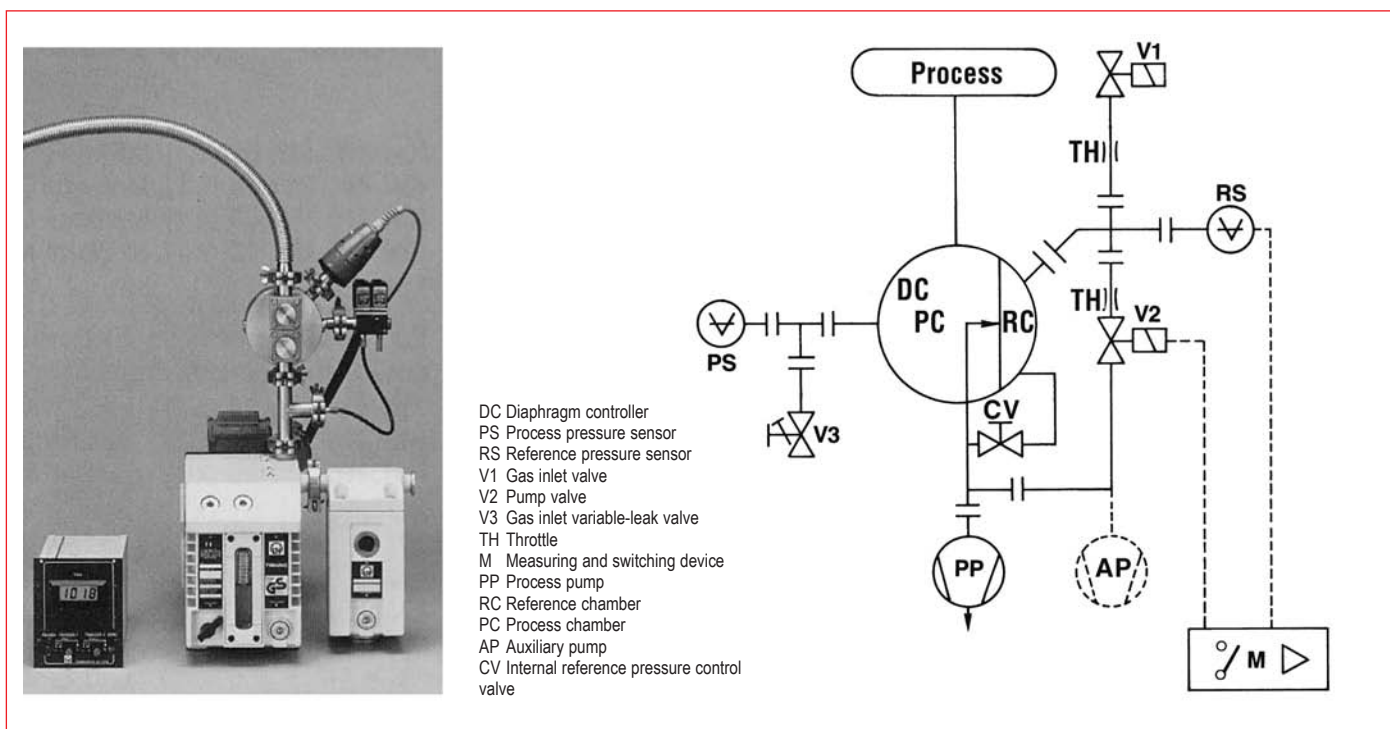 1018
GS
DC Diaphragm controller
PS Process pressure sensor
RS Reference pressure sensor
V1 Gas inlet valve
V2 Pump valve
V3 Gas inlet variable-leak valve
TH Throttle
M Measuring and switching device
PP Process pump
RC Reference chamber
PC Process chamber
AP Auxiliary pump
CV Internal reference pressure control
valve
Process
V1
TH
RS
DC
PC
RC
TH
V2
PS
V3
CV
PP
AP
M